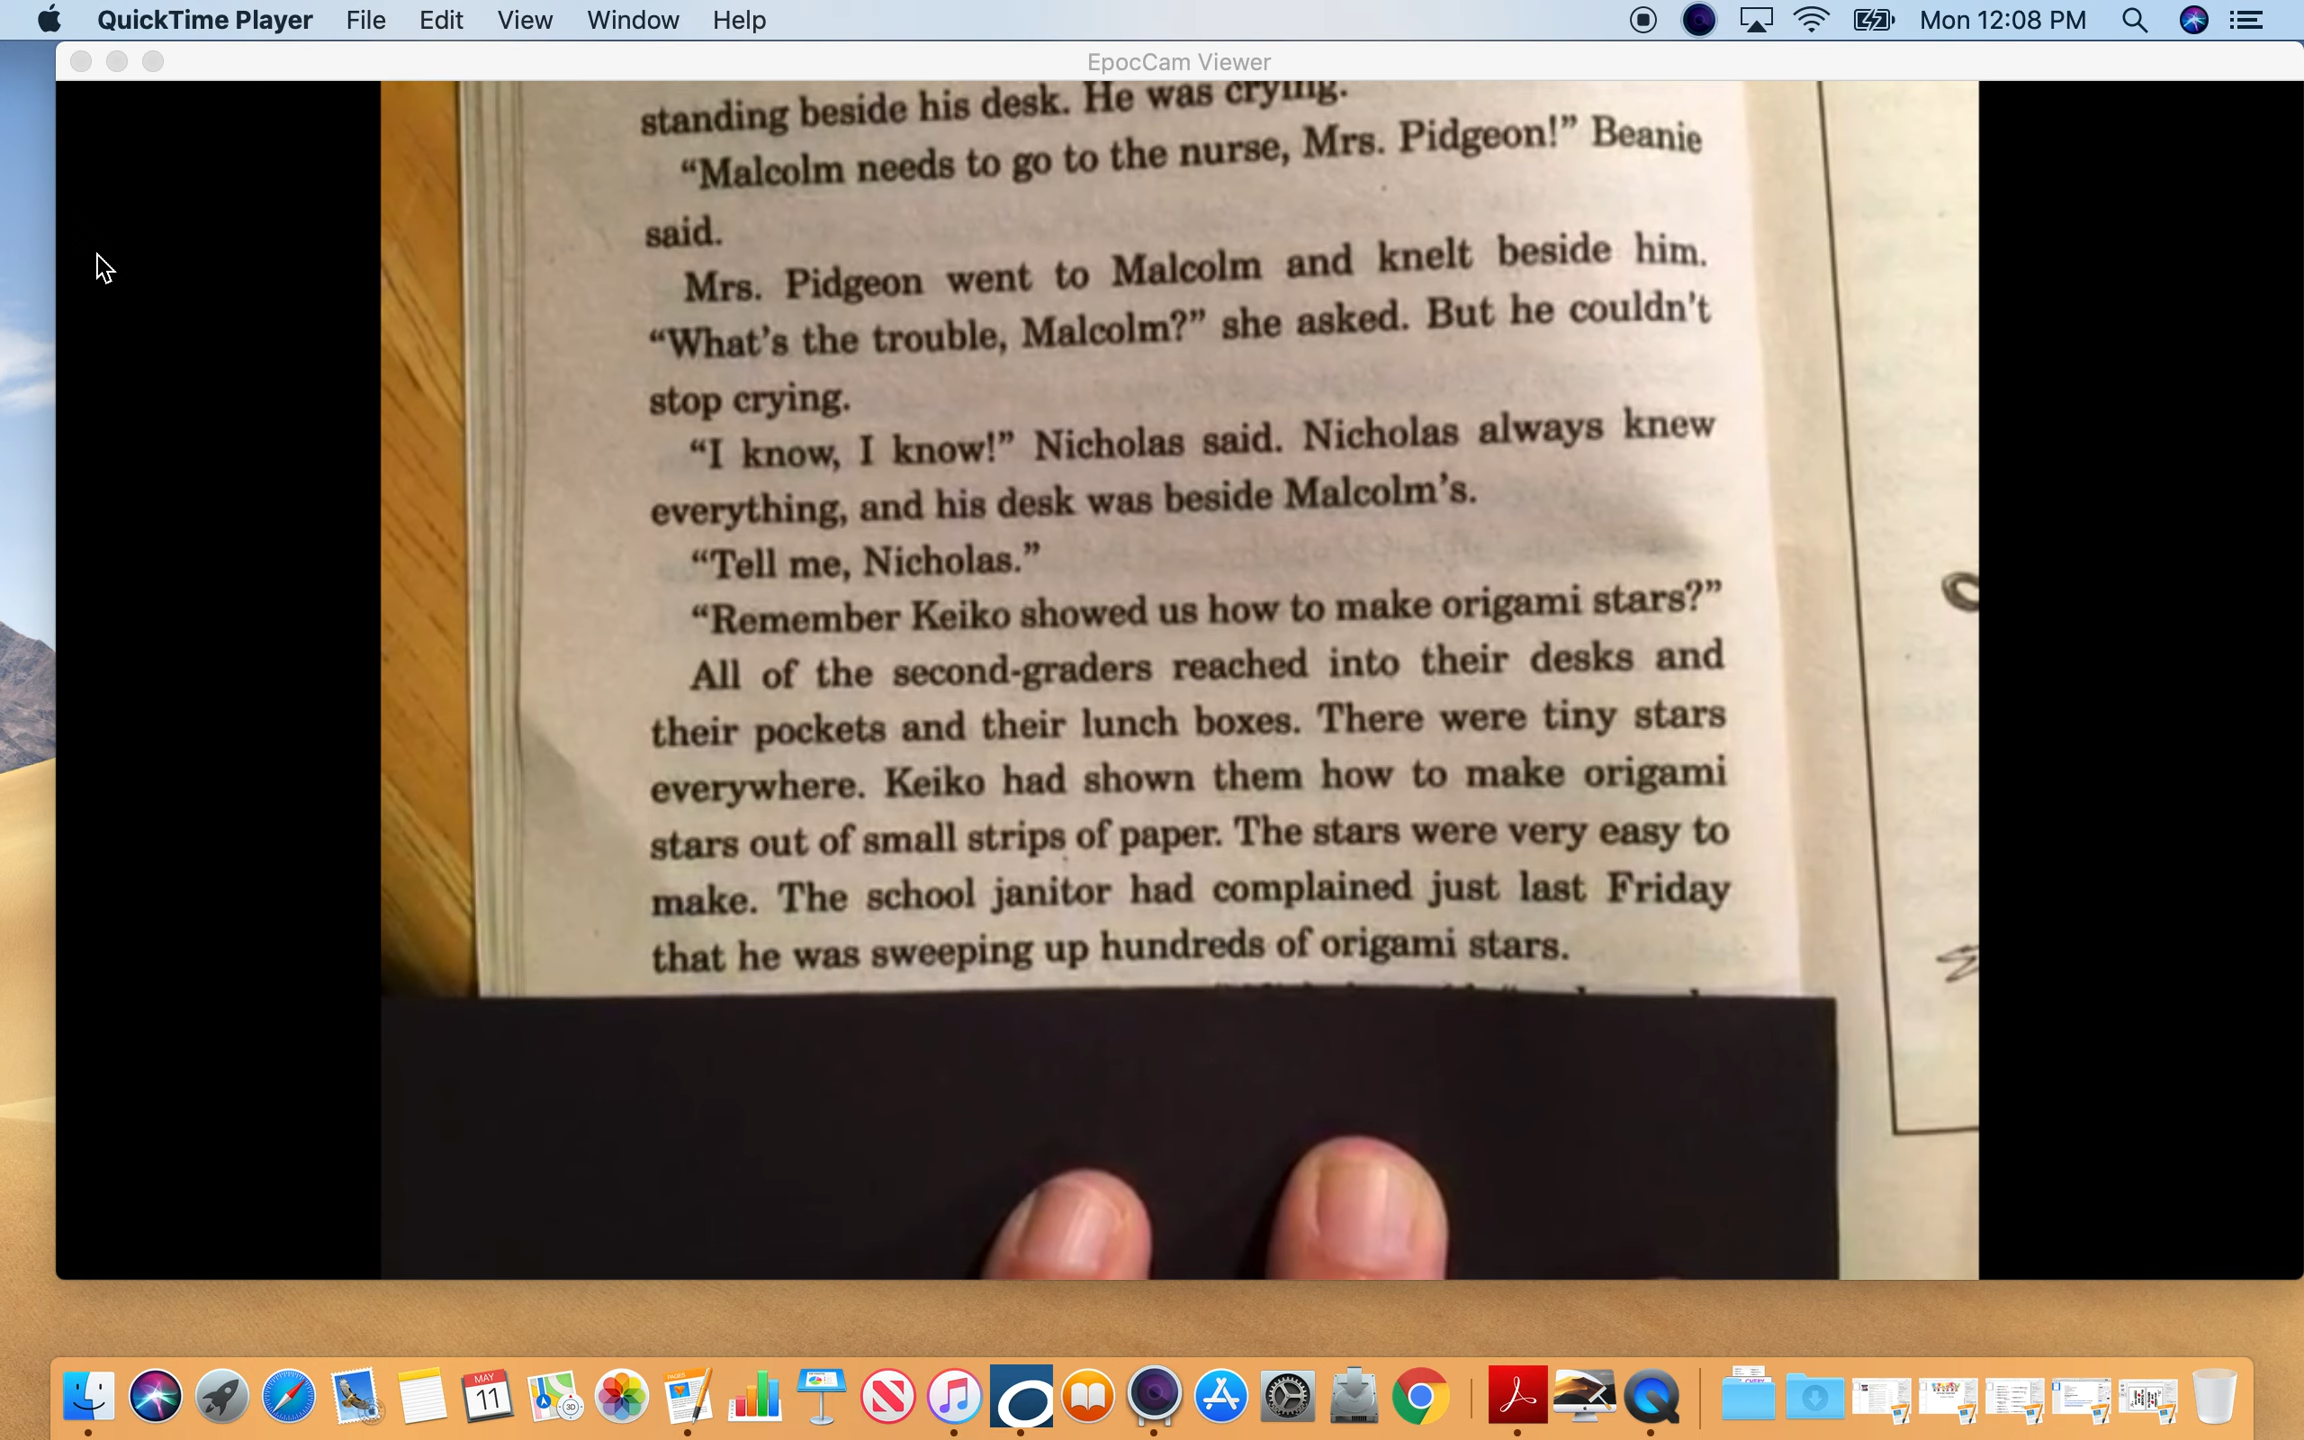 QuickTime Player File Edit View Window Help Mon 12:08 PM
EpocCam Viewer
standing beside his desk. He was crying.
“Malcolm needs to go to the nurse, Mrs. Pidgeon!” Beanie
said.
Mrs. Pidgeon went to Malcolm and knelt beside him.
“What’s the trouble, Malcolm?” she asked. But he couldn’t
stop crying.
“I know, I know!” Nicholas said. Nicholas always knew
everything, and his desk was beside Malcolm’s.
“Tell me, Nicholas.”
“Remember Keiko showed us how to make origami stars?”
All of the second-graders reached into their desks and
their pockets and their lunch boxes. There were tiny stars
everywhere. Keiko had shown them how to make origami
stars out of small strips of paper. The stars were very easy to
make. The school janitor had complained just last Friday
that he was sweeping up hundreds of origami stars.
MAY
11
PAGES
3D